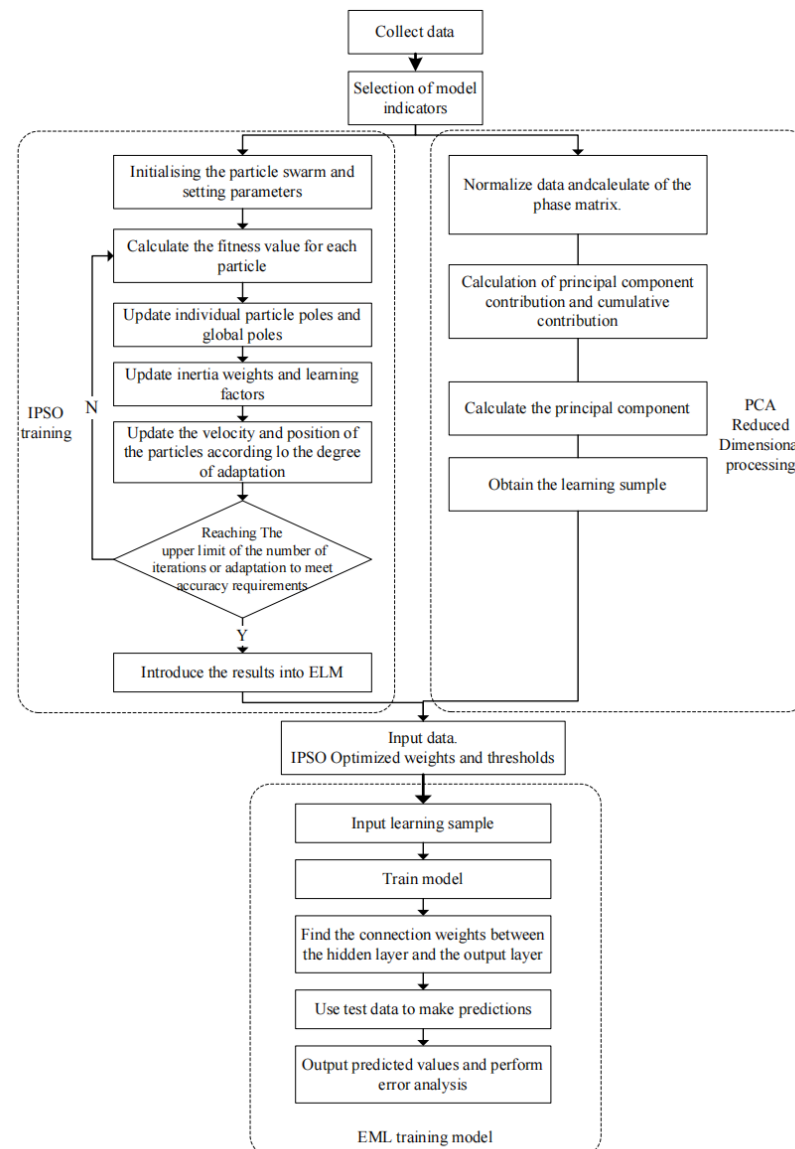 Collect data
Selection of model
indicators
Initialising the particle swarm and
setting parameters
Calculate the fitness value for each
particle
Update individual particle poles and
global poles
Update inertia weights and learning
factors
Update the velocity and position of
the particles according lo the degree
of adaptation
Reaching The
upper limit of the number of
iterations or adaptation to meet
accuracy requirements
N
Y
IPSO
training
Introduce the results into ELM
Normalize data andcaleulate of the
phase matrix.
Calculation of principal component
contribution and cumulative
contribution
Calculate the principal component
Obtain the learning sample
PCA
Reduced
Dimensiona
processing
Input data.
IPSO Optimized weights and thresholds
Input learning sample
Train model
Find the connection weights between
the hidden layer and the output layer
Use test data to make predictions
Output predicted values and perform
error analysis
EML training model